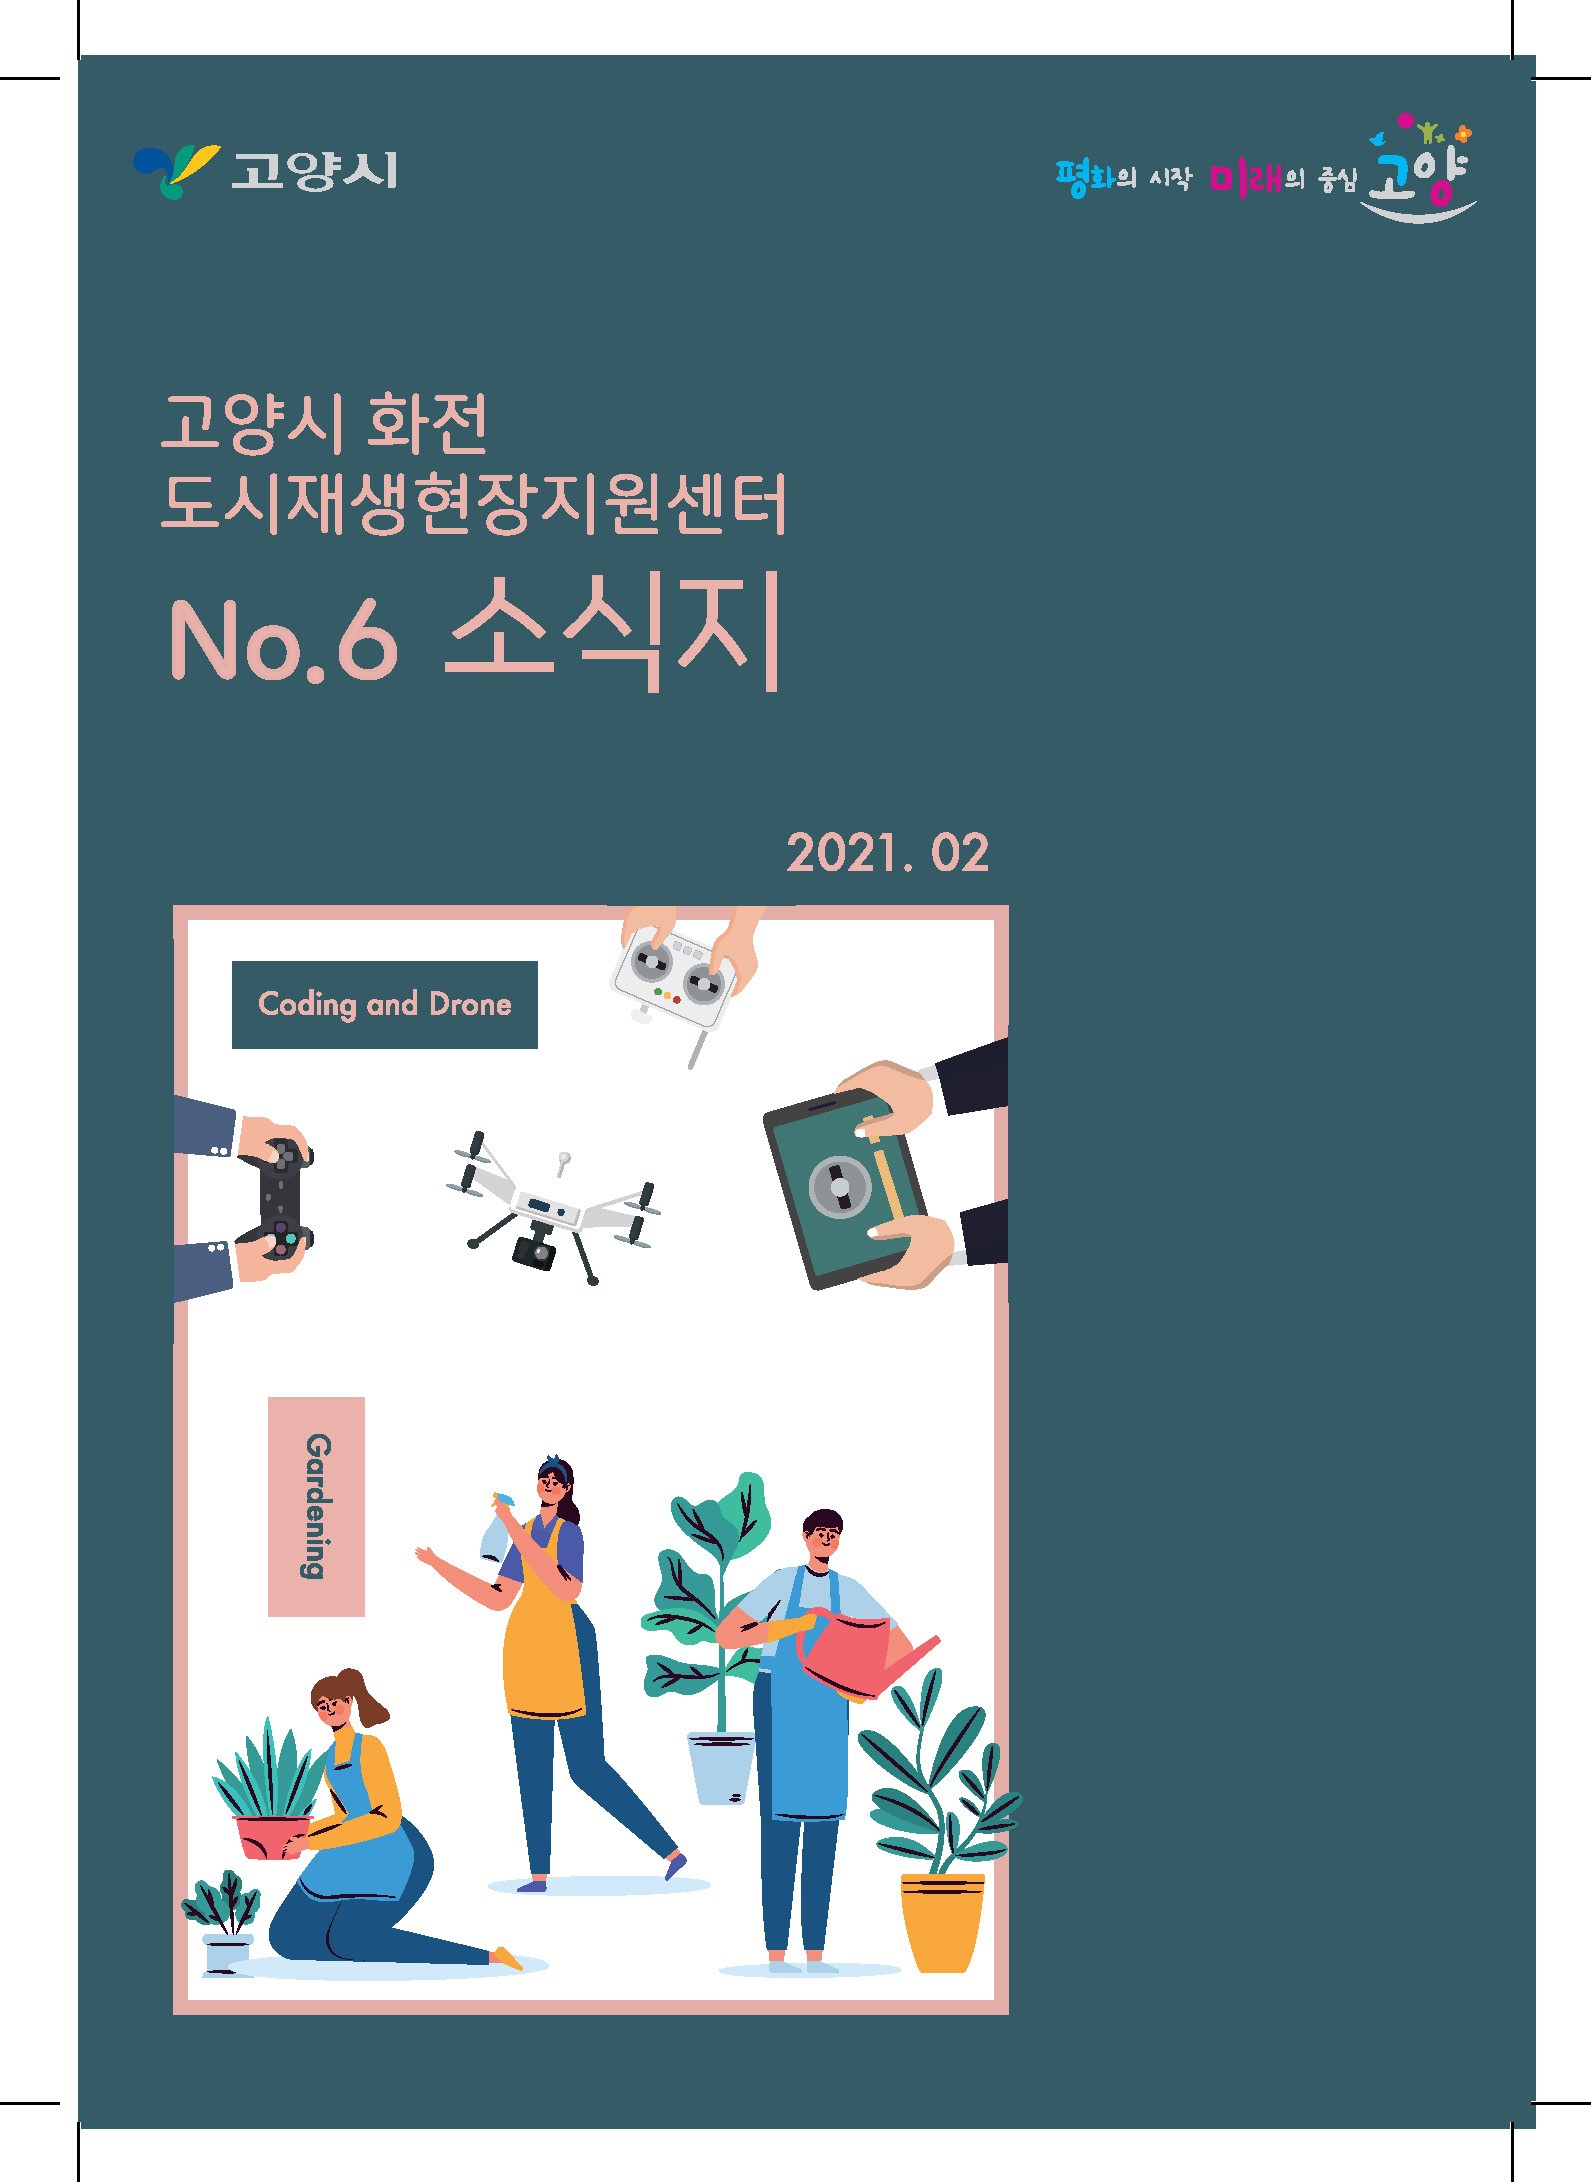 고양시
평화의 시작 미래의 중심 고양
고양시 화전
도시재생현장지원센터
No.6 소식지
2021. 02
Coding and Drone
Gardening